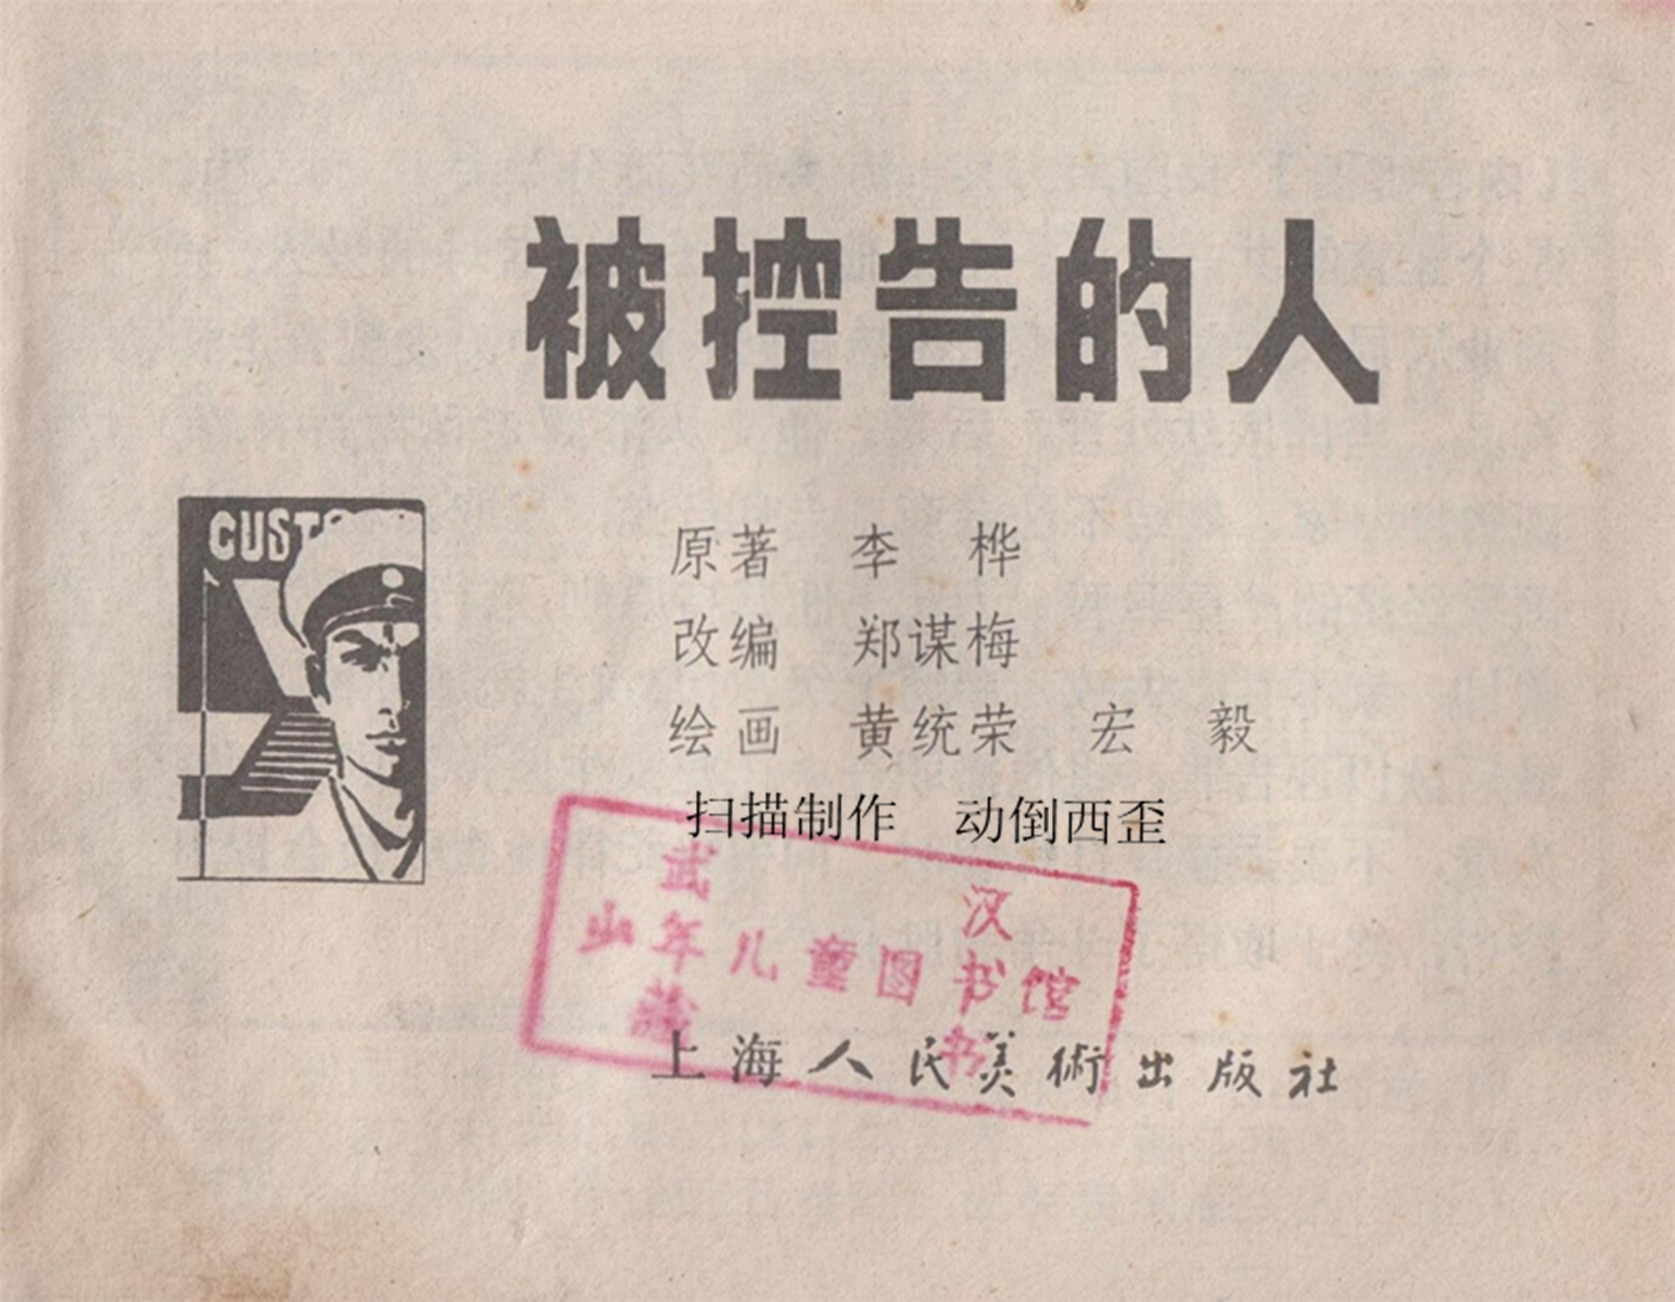 被控告的人
CUSTO
原著 李 桦
改编 郑谋梅
绘画 黄统荣 宏 毅
扫描制作 动倒西歪
武 汉
少年儿童图书馆
藏 书
上海人民美術出版社